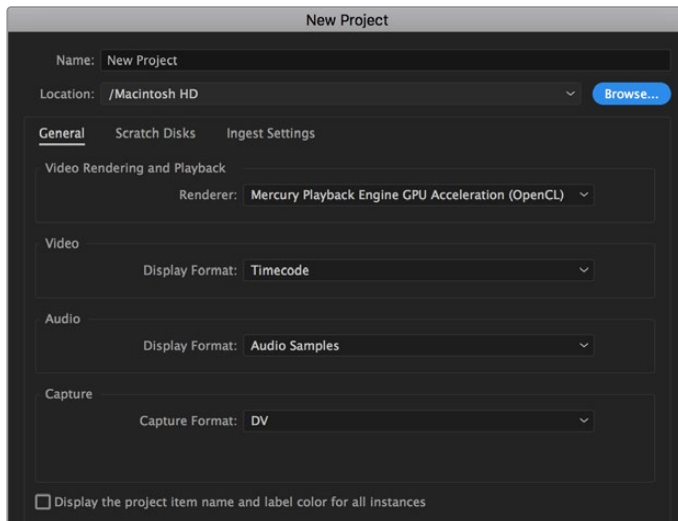 New Project
Name: New Project
Location: /Macintosh HD Browse...
General Scratch Disks Ingest Settings
Video Rendering and Playback
Renderer: Mercury Playback Engine GPU Acceleration (OpenCL)
Video
Display Format: Timecode
Audio
Display Format: Audio Samples
Capture
Capture Format: DV
Display the project item name and label color for all instances